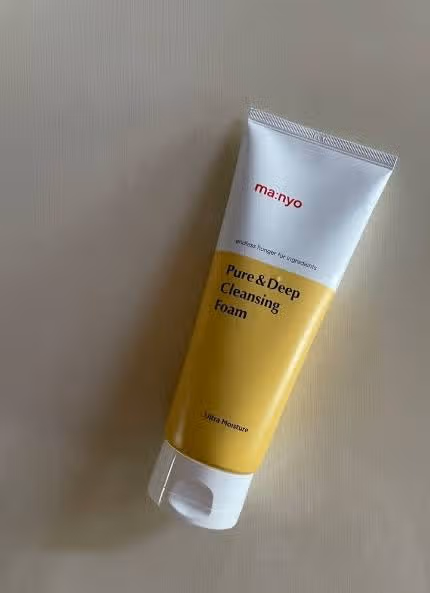 ma:nyo
endless hunger for ingredients
Pure & Deep
Cleansing
Foam
Ultra Moisture